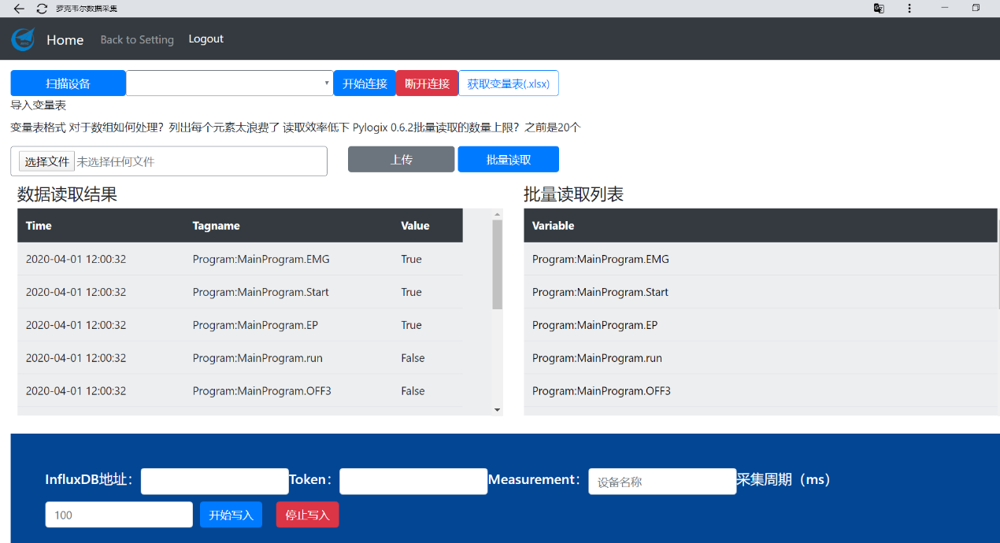 罗克韦尔数据采集
Home Back to Setting Logout
扫描设备 开始连接 断开连接 获取变量表(.xlsx)
导入变量表
变量表格式 对于数组如何处理？列出每个元素太浪费了 读取效率低下 Pylogix 0.6.2批量读取的数量上限？之前是20个
选择文件 未选择任何文件 上传 批量读取
数据读取结果 批量读取列表
Time Tagname Value Variable
2020-04-01 12:00:32 Program:MainProgram.EMG True Program:MainProgram.EMG
2020-04-01 12:00:32 Program:MainProgram.Start True Program:MainProgram.Start
2020-04-01 12:00:32 Program:MainProgram.EP True Program:MainProgram.EP
2020-04-01 12:00:32 Program:MainProgram.run False Program:MainProgram.run
2020-04-01 12:00:32 Program:MainProgram.OFF3 False Program:MainProgram.OFF3
InfluxDB地址： Token： Measurement： 设备名称 采集周期（ms）
100 开始写入 停止写入